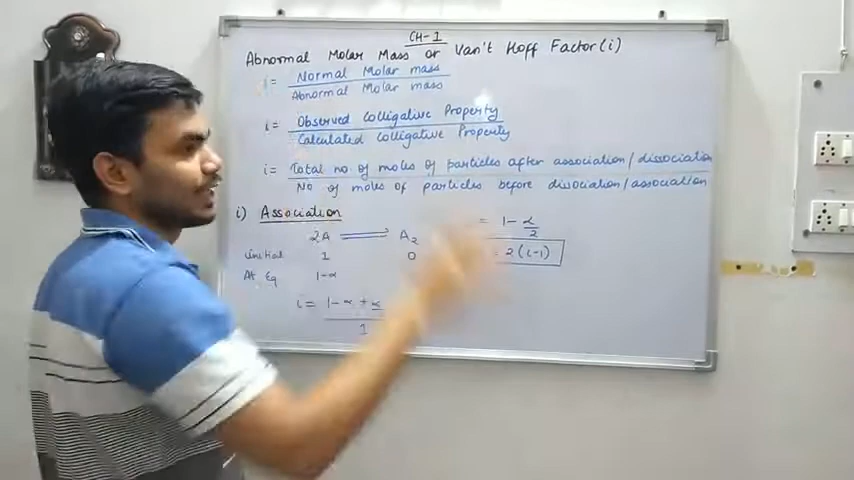 CH-1
Abnormal Molar Mass or Van't Hoff Factor(i)
i = Normal Molar mass
Abnormal Molar mass
i = Observed Colligative Property
Calculated Colligative Property
i = Total no. of moles of particles after association/dissociation
No of moles of particles before dissociation/association
i) Association
2A ⇌ A₂
Initial 1 0
At Eq 1-α
i = 1-α + α
1
= 1 - α
2
= 2(i-1)